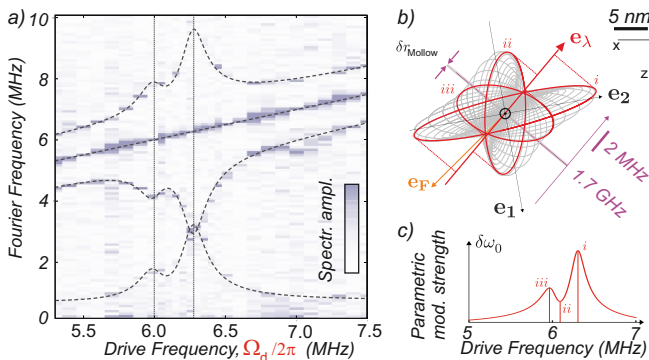 a)
Fourier Frequency (MHz)
10
8
6
4
2
0
5.5
6.0
6.5
7.0
7.5
Drive Frequency, Ω_d/2π (MHz)
Spectr. ampl.
b)
5 nm
x
z
δr_Mollow
ii
e_λ
i
iii
e_2
e_F
e_1
2 MHz
1.7 GHz
c)
δω_0
Parametric
mod. strength
i
iii
ii
5
6
7
Drive Frequency (MHz)